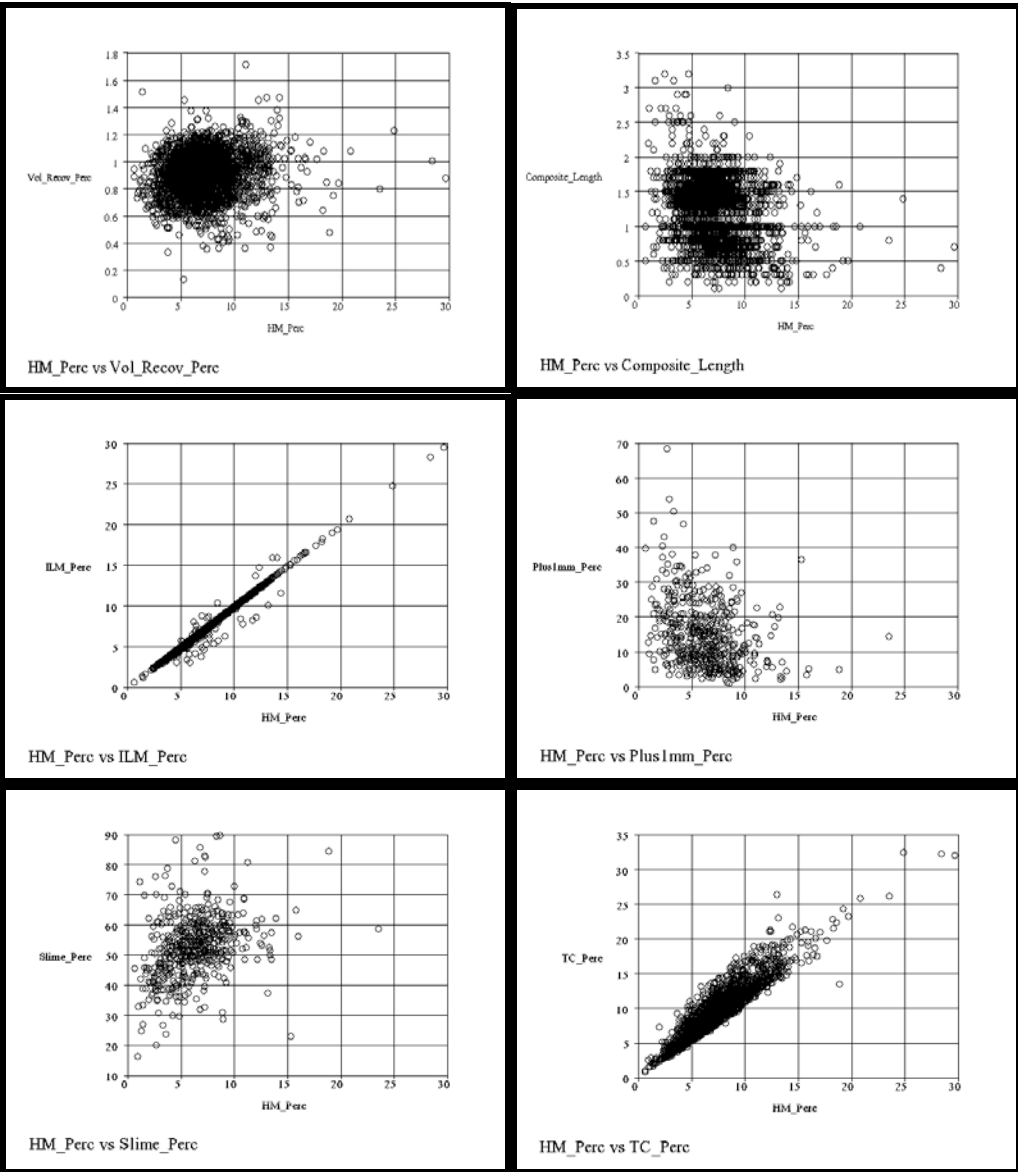 1.8
1.6
1.4
1.2
1
Vol_Recov_Perc
0.8
0.6
0.4
0.2
0
0 5 10 15 20 25 30
HM_Perc
HM_Perc vs Vol_Recov_Perc
3.5
3
2.5
2
Composite_Length
1.5
1
0.5
0
0 5 10 15 20 25 30
HM_Perc
HM_Perc vs Composite_Length
30
25
20
ILM_Perc
15
10
5
0
0 5 10 15 20 25 30
HM_Perc
HM_Perc vs ILM_Perc
70
60
50
40
Plus1mm_Perc
30
20
10
0
0 5 10 15 20 25 30
HM_Perc
HM_Perc vs Plus1mm_Perc
90
80
70
60
Slime_Perc
50
40
30
20
10
0 5 10 15 20 25 30
HM_Perc
HM_Perc vs Slime_Perc
35
30
25
20
TC_Perc
15
10
5
0
0 5 10 15 20 25 30
HM_Perc
HM_Perc vs TC_Perc